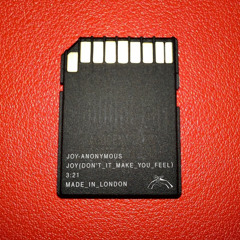 JOY-ANONYMOUS
JOY(DON'T_IT_MAKE_YOU_FEEL)
3:21
MADE_IN_LONDON